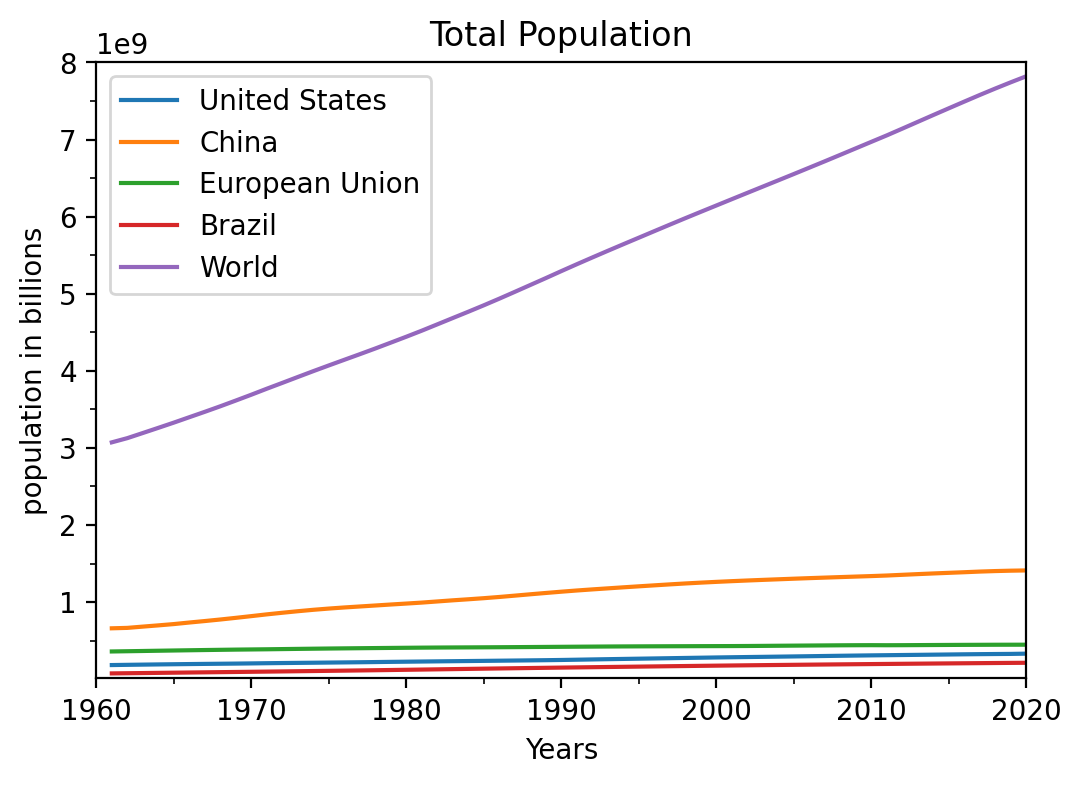 Total Population
1e9
8
7
6
5
4
3
2
1
population in billions
United States
China
European Union
Brazil
World
1960 1970 1980 1990 2000 2010 2020
Years